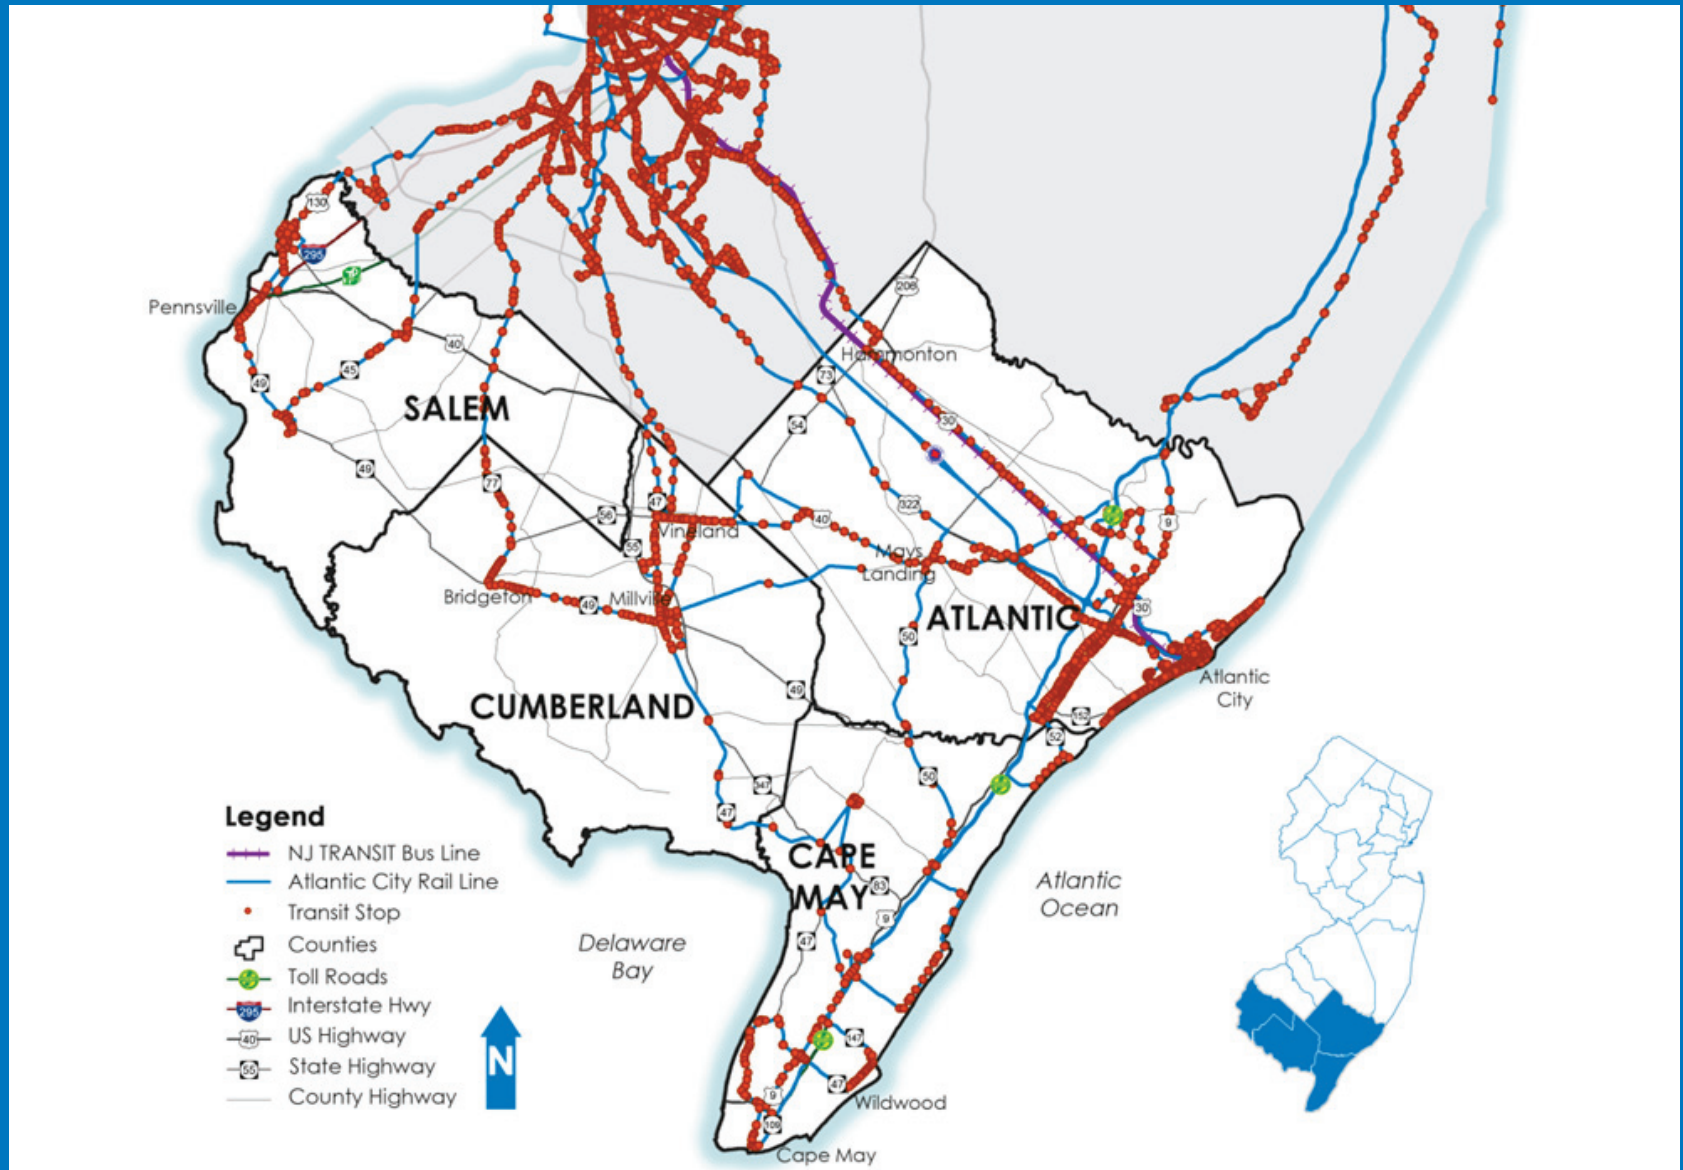 130
295
Pennsville
206
40
Hammonton
49
45
73
SALEM
30
54
49
77
322
56
47
40
9
Vineland
55
Mays
Landing
Bridgeton
49
Millville
30
ATLANTIC
50
Atlantic
City
49
CUMBERLAND
152
52
50
347
47
Legend
NJ TRANSIT Bus Line
Atlantic City Rail Line
Transit Stop
Counties
Toll Roads
295
Interstate Hwy
40
US Highway
55
State Highway
County Highway
N
CAPE
MAY
83
9
Atlantic
Ocean
Delaware
Bay
47
147
47
9
Wildwood
109
Cape May